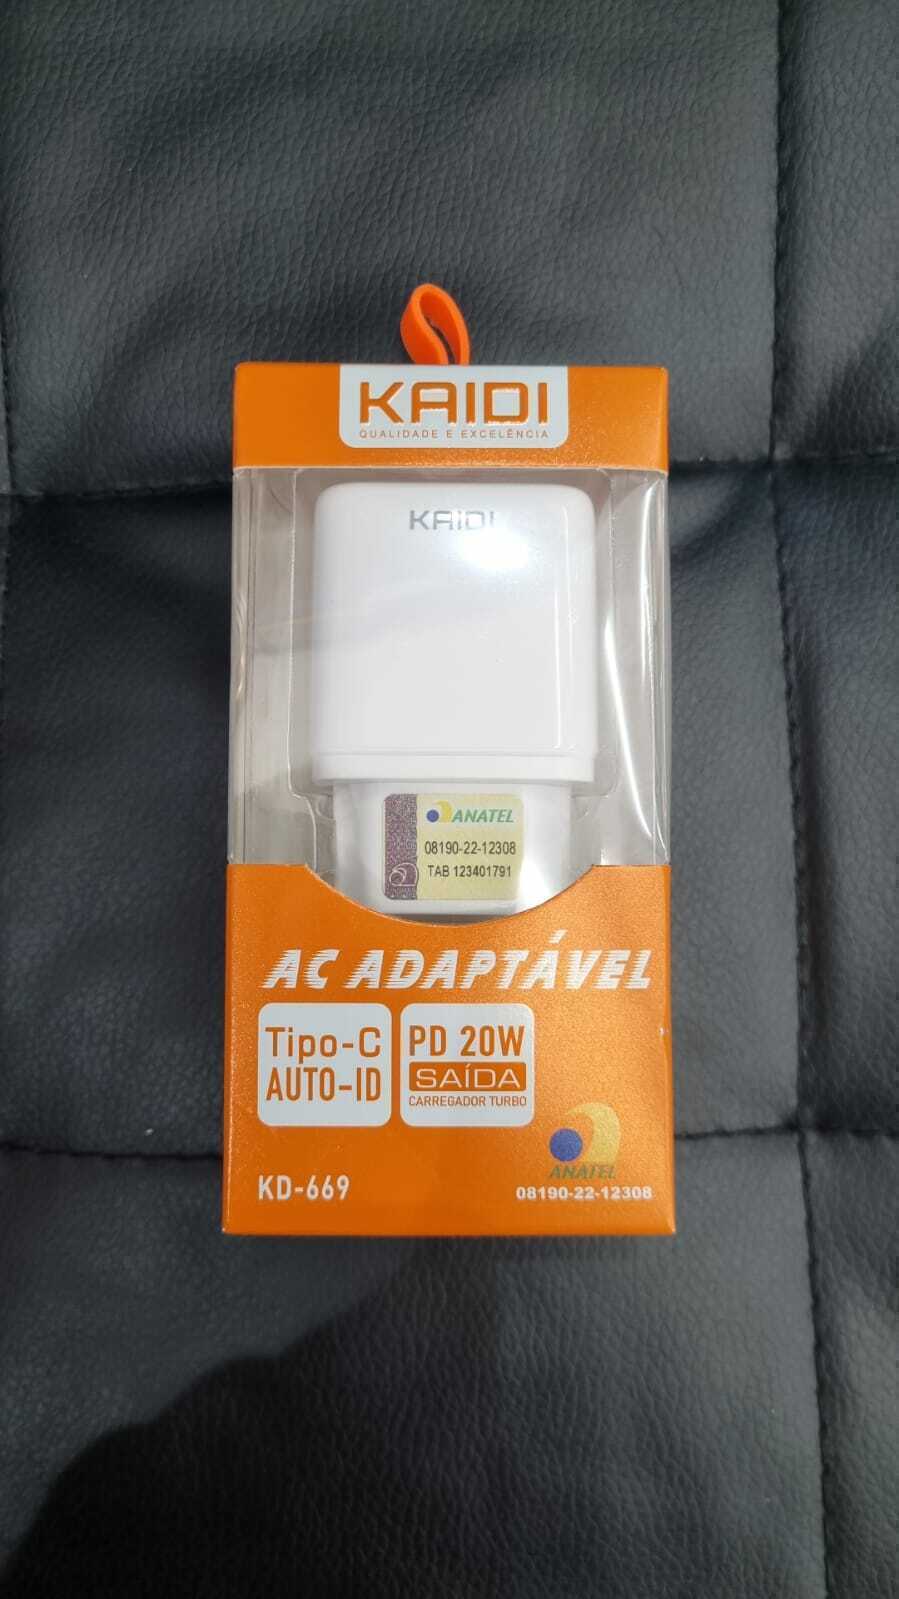 KAIDI
QUALIDADE E EXCELÊNCIA
KAIDI
ANATEL
08190-22-12308
TAB 123401791
AC ADAPTÁVEL
Tipo-C
AUTO-ID
PD 20W
SAÍDA
CARREGADOR TURBO
ANATEL
KD-669
08190-22-12308